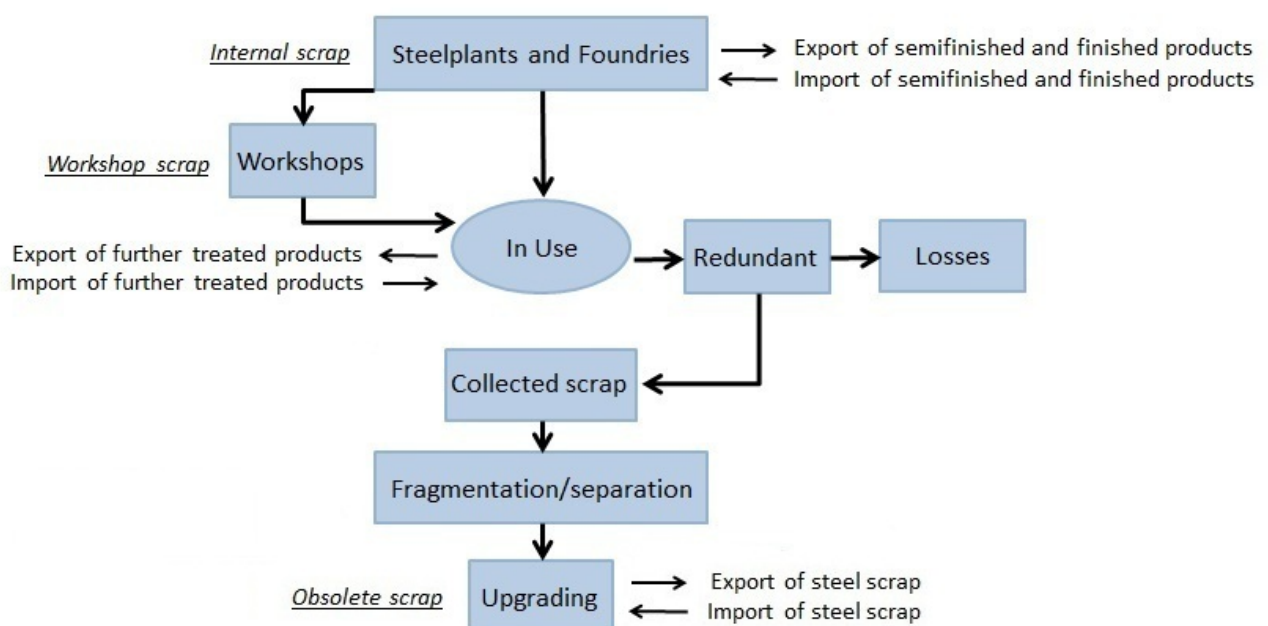 Internal scrap
Steelplants and Foundries
Export of semifinished and finished products
Import of semifinished and finished products
Workshop scrap
Workshops
In Use
Export of further treated products
Import of further treated products
Redundant
Losses
Collected scrap
Fragmentation/separation
Obsolete scrap
Upgrading
Export of steel scrap
Import of steel scrap